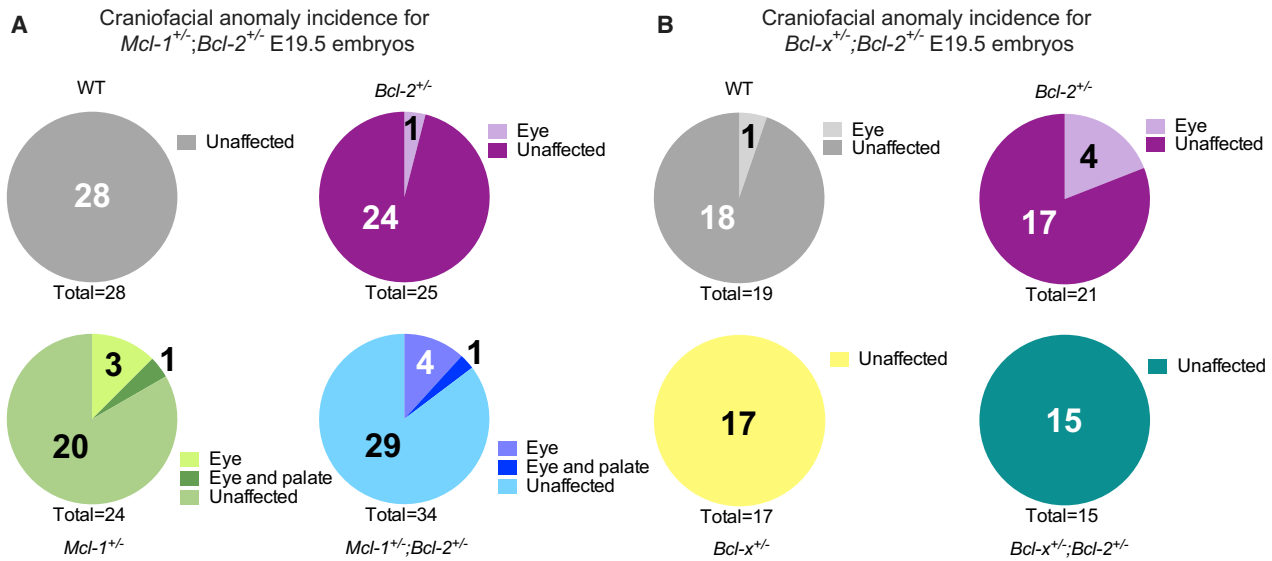 A
Craniofacial anomaly incidence for
Mcl-1+/-;Bcl-2+/- E19.5 embryos
WT
28
Unaffected
Total=28
Bcl-2+/-
1
24
Eye
Unaffected
Total=25
3
1
20
Eye
Eye and palate
Unaffected
Total=24
Mcl-1+/-
4
1
29
Eye
Eye and palate
Unaffected
Total=34
Mcl-1+/-;Bcl-2+/-
B
Craniofacial anomaly incidence for
Bcl-x+/-;Bcl-2+/- E19.5 embryos
WT
1
18
Eye
Unaffected
Total=19
Bcl-2+/-
4
17
Eye
Unaffected
Total=21
17
Unaffected
Total=17
Bcl-x+/-
15
Unaffected
Total=15
Bcl-x+/-;Bcl-2+/-